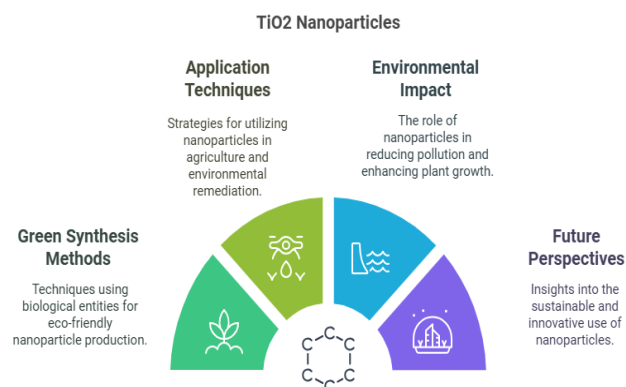 TiO2 Nanoparticles
Application
Techniques
Strategies for utilizing
nanoparticles in
agriculture and
environmental
remediation.
Environmental
Impact
The role of
nanoparticles in
reducing pollution and
enhancing plant growth.
Green Synthesis
Methods
Techniques using
biological entities for
eco-friendly
nanoparticle production.
Future
Perspectives
Insights into the
sustainable and
innovative use of
nanoparticles.
C
C C
C C
C